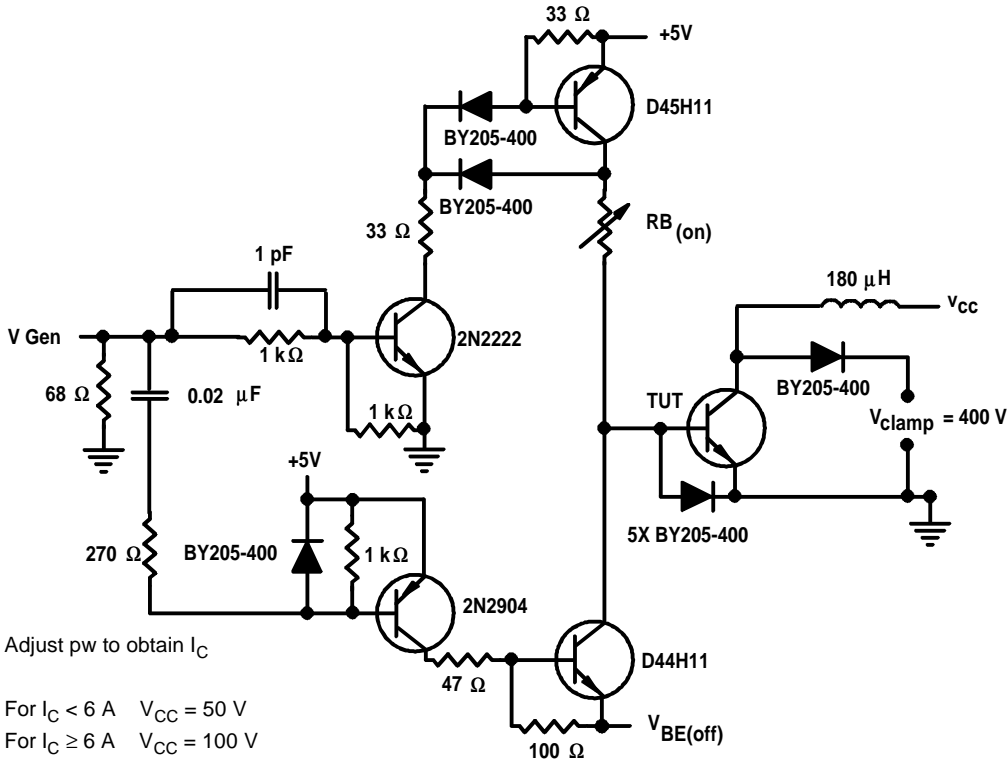 33 Ω
+5V
D45H11
BY205-400
BY205-400
33 Ω
RB(on)
1 pF
180 µH
VCC
V Gen
2N2222
1 kΩ
BY205-400
68 Ω
0.02 µF
TUT
Vclamp = 400 V
1 kΩ
+5V
5X BY205-400
270 Ω
BY205-400
1 kΩ
2N2904
Adjust pw to obtain IC
D44H11
47 Ω
For IC < 6 A VCC = 50 V
VBE(off)
For IC ≥ 6 A VCC = 100 V
100 Ω